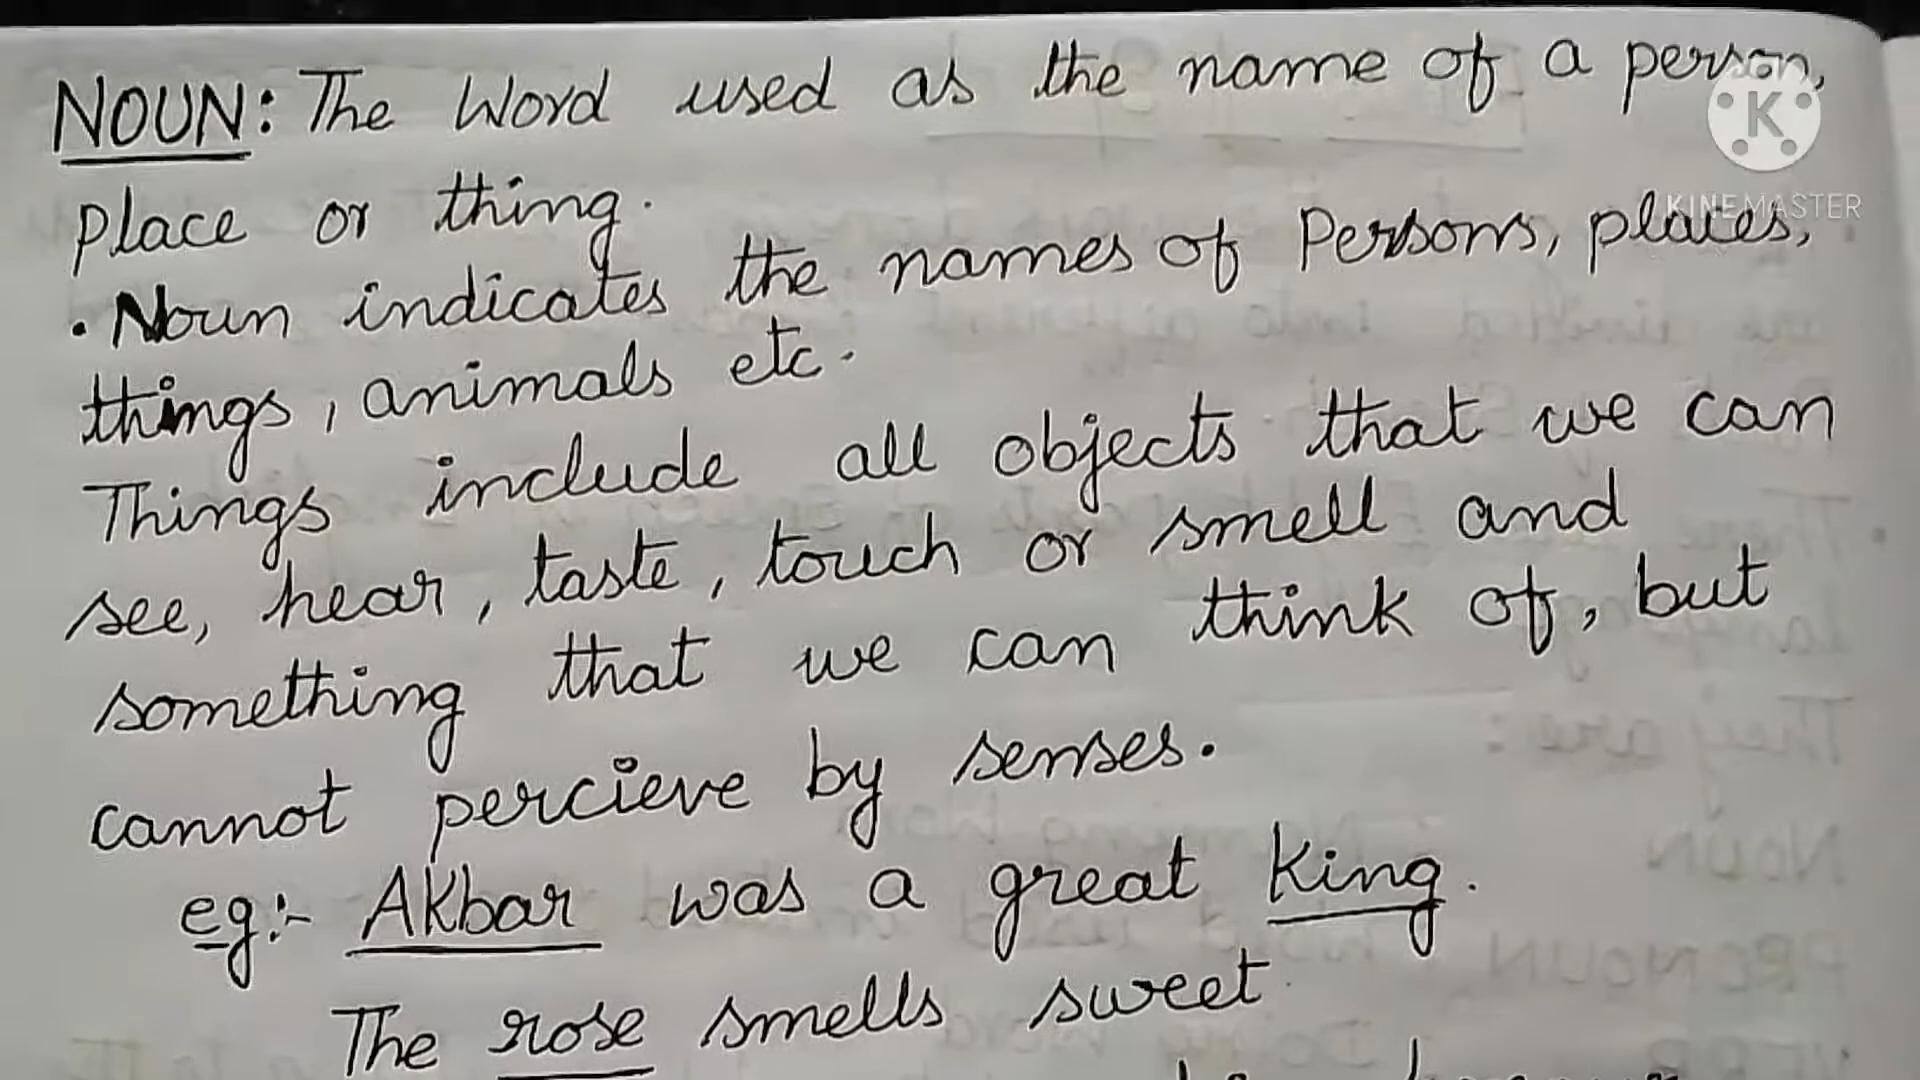 NOUN: The Word used as the name of a person,
place or thing.
• Noun indicates the names of Persons, places,
things, animals etc.
Things include all objects that we can
see, hear, taste, touch or smell and
something that we can think of, but
cannot percieve by senses.
eg:- Akbar was a great King.
The rose smells sweet
K
KINEMASTER